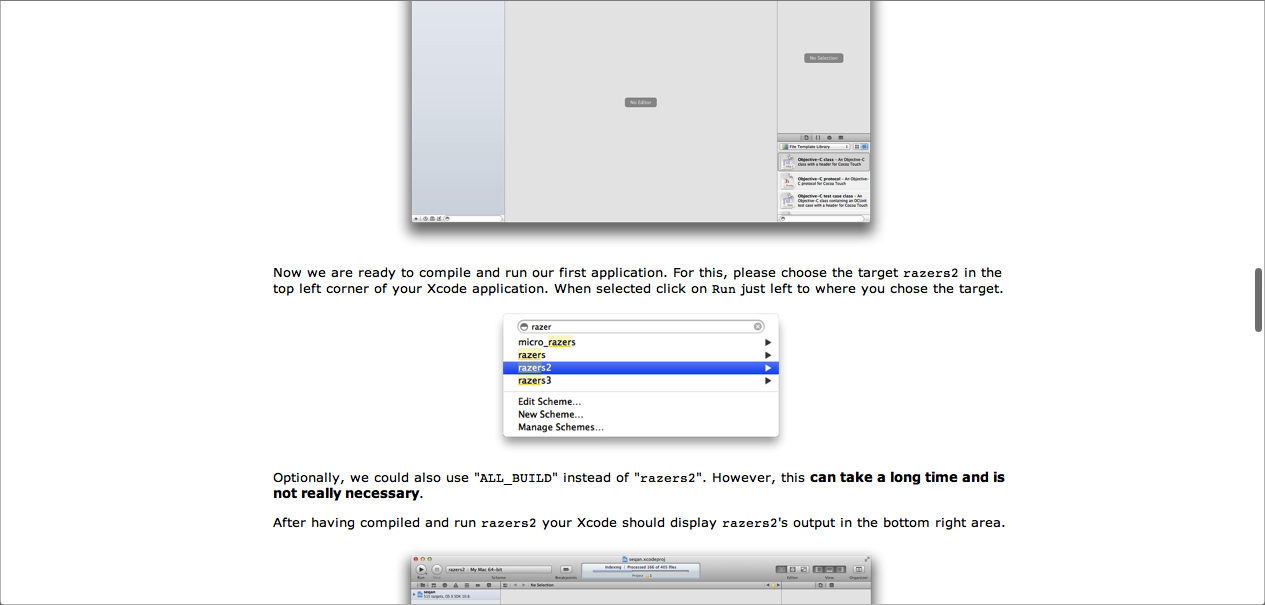 No Selection
No Editor
File Template Library
Objective-C class - An Objective-C
class with a header for Cocoa Touch
Objective-C protocol - An Objective-
C protocol for Cocoa Touch
Objective-C test case class - An
Objective-C class containing an OCUnit
test case with a header for Cocoa Touch
Now we are ready to compile and run our first application. For this, please choose the target razers2 in the
top left corner of your Xcode application. When selected click on Run just left to where you chose the target.
razer
micro_razers
razers
razers2
razers3
Edit Scheme...
New Scheme...
Manage Schemes...
Optionally, we could also use "ALL_BUILD" instead of "razers2". However, this can take a long time and is
not really necessary.
After having compiled and run razers2 your Xcode should display razers2's output in the bottom right area.
seqan.xcodeproj
razers2 My Mac 64-bit
Indexing | Processed 166 of 403 files
Project
Run Scheme Breakpoints Editor View Organizer
No Selection
seqan